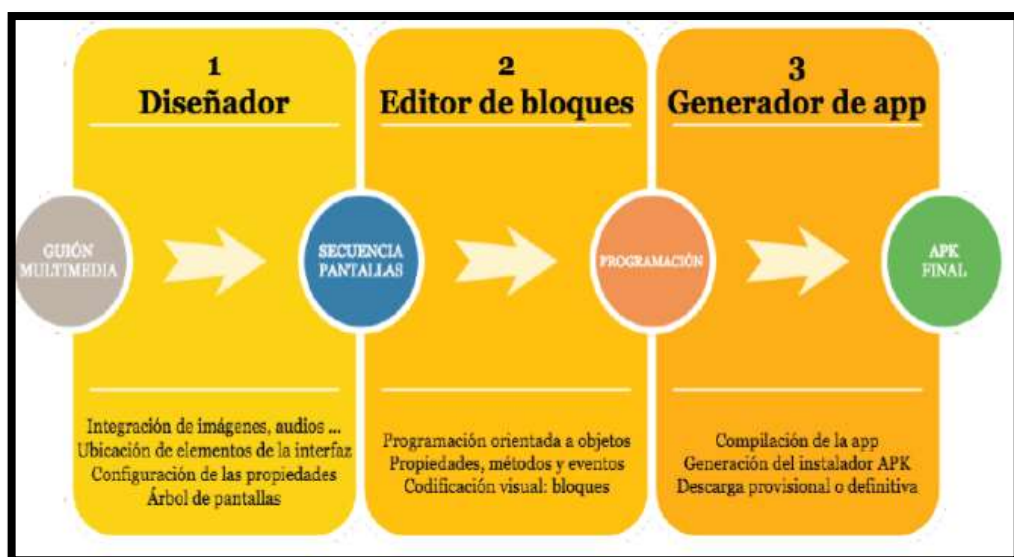 1
Diseñador
2
Editor de bloques
3
Generador de app
GUIÓN
MULTIMEDIA
SECUENCIA
PANTALLAS
PROGRAMACIÓN
APK
FINAL
Integración de imágenes, audios ...
Ubicación de elementos de la interfaz
Configuración de las propiedades
Árbol de pantallas
Programación orientada a objetos
Propiedades, métodos y eventos
Codificación visual: bloques
Compilación de la app
Generación del instalador APK
Descarga provisional o definitiva